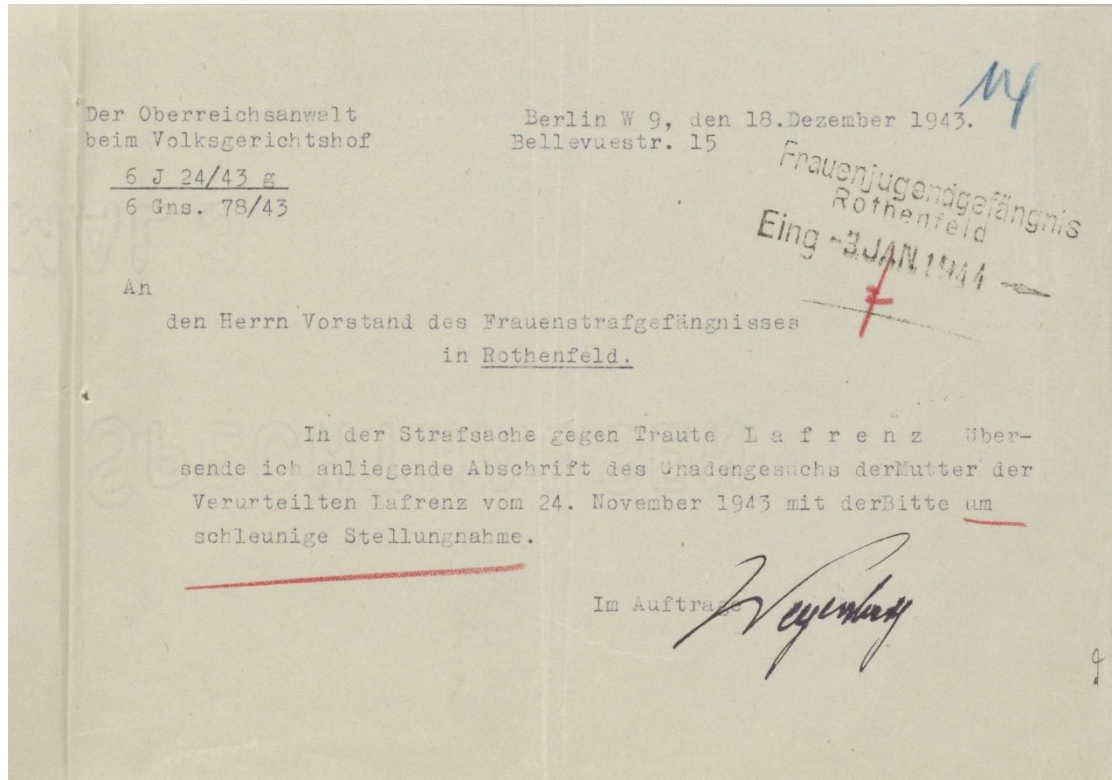 14
Der Oberreichsanwalt
beim Volksgerichtshof
Berlin W 9, den 18.Dezember 1943.
Bellevuestr. 15
6 J 24/43 g
6 Gns. 78/43
Frauenjugendgefängnis
Rothenfeld
Eing -3.JAN.1944
An
den Herrn Vorstand des Frauenstrafgefängnisses
in Rothenfeld.
In der Strafsache gegen Traute L a f r e n z über-
sende ich anliegende Abschrift des Gnadengesuchs derMutter der
Verurteilten Lafrenz vom 24. November 1943 mit derBitte um
schleunige Stellungnahme.
Im Auftrage